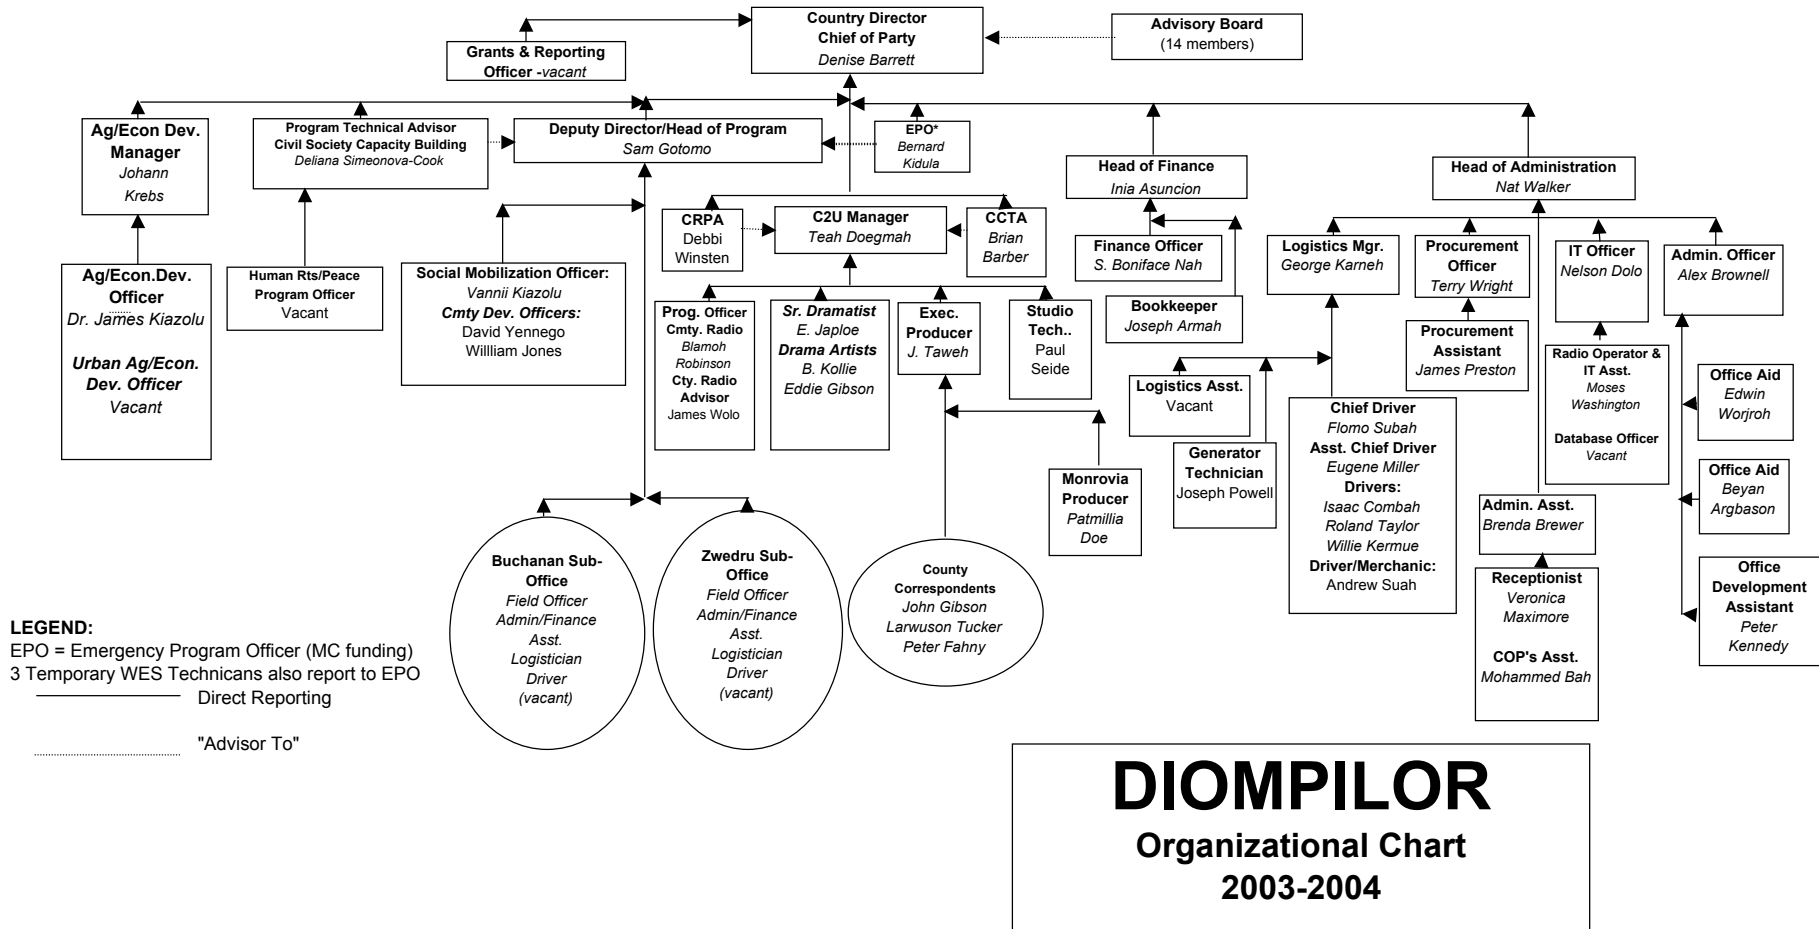 Country Director
Chief of Party
Denise Barrett
Advisory Board
(14 members)
Grants & Reporting
Officer -vacant
Ag/Econ Dev.
Manager
Johann
Krebs
Program Technical Advisor
Civil Society Capacity Building
Deliana Simeonova-Cook
Deputy Director/Head of Program
Sam Gotomo
EPO*
Bernard
Kidula
Head of Finance
Inia Asuncion
Head of Administration
Nat Walker
CRPA
Debbi
Winsten
C2U Manager
Teah Doegmah
CCTA
Brian
Barber
Finance Officer
S. Boniface Nah
Bookkeeper
Joseph Armah
Logistics Mgr.
George Karneh
Procurement
Officer
Terry Wright
IT Officer
Nelson Dolo
Admin. Officer
Alex Brownell
Ag/Econ.Dev.
Officer
Dr. James Kiazolu
Urban Ag/Econ.
Dev. Officer
Vacant
Human Rts/Peace
Program Officer
Vacant
Social Mobilization Officer:
Vannii Kiazolu
Cmty Dev. Officers:
David Yennego
Willliam Jones
Prog. Officer
Cmty. Radio
Blamoh
Robinson
Cty. Radio
Advisor
James Wolo
Sr. Dramatist
E. Japloe
Drama Artists
B. Kollie
Eddie Gibson
Exec.
Producer
J. Taweh
Studio
Tech..
Paul
Seide
Procurement
Assistant
James Preston
Radio Operator &
IT Asst.
Moses
Washington
Database Officer
Vacant
Office Aid
Edwin
Worjroh
Logistics Asst.
Vacant
Generator
Technician
Joseph Powell
Chief Driver
Flomo Subah
Asst. Chief Driver
Eugene Miller
Drivers:
Isaac Combah
Roland Taylor
Willie Kermue
Driver/Merchanic:
Andrew Suah
Monrovia
Producer
Patmillia
Doe
Admin. Asst.
Brenda Brewer
Office Aid
Beyan
Argbason
Buchanan Sub-
Office
Field Officer
Admin/Finance
Asst.
Logistician
Driver
(vacant)
Zwedru Sub-
Office
Field Officer
Admin/Finance
Asst.
Logistician
Driver
(vacant)
County
Correspondents
John Gibson
Larwuson Tucker
Peter Fahny
Receptionist
Veronica
Maximore
COP's Asst.
Mohammed Bah
Office
Development
Assistant
Peter
Kennedy
LEGEND:
EPO = Emergency Program Officer (MC funding)
3 Temporary WES Technicans also report to EPO
Direct Reporting
"Advisor To"
DIOMPILOR
Organizational Chart
2003-2004